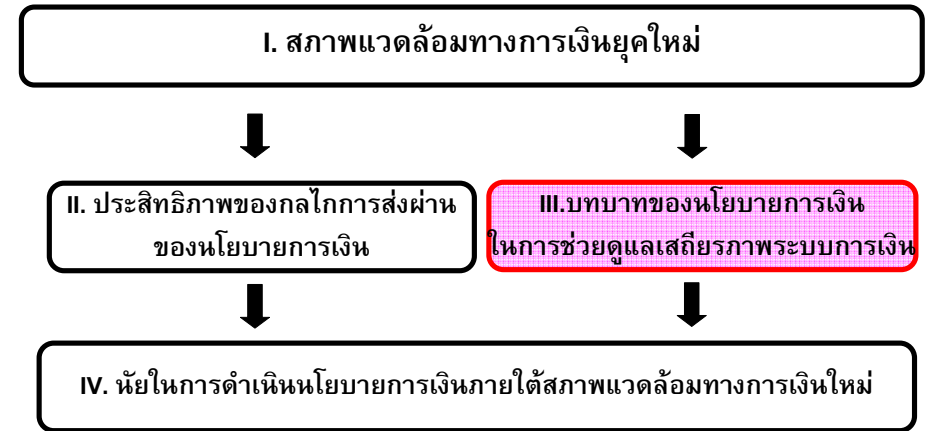 I. สภาพแวดล้อมทางการเงินยุคใหม่
II. ประสิทธิภาพของกลไกการส่งผ่าน
ของนโยบายการเงิน
III.บทบาทของนโยบายการเงิน
ในการช่วยดูแลเสถียรภาพระบบการเงิน
IV. นัยในการดำเนินนโยบายการเงินภายใต้สภาพแวดล้อมทางการเงินใหม่